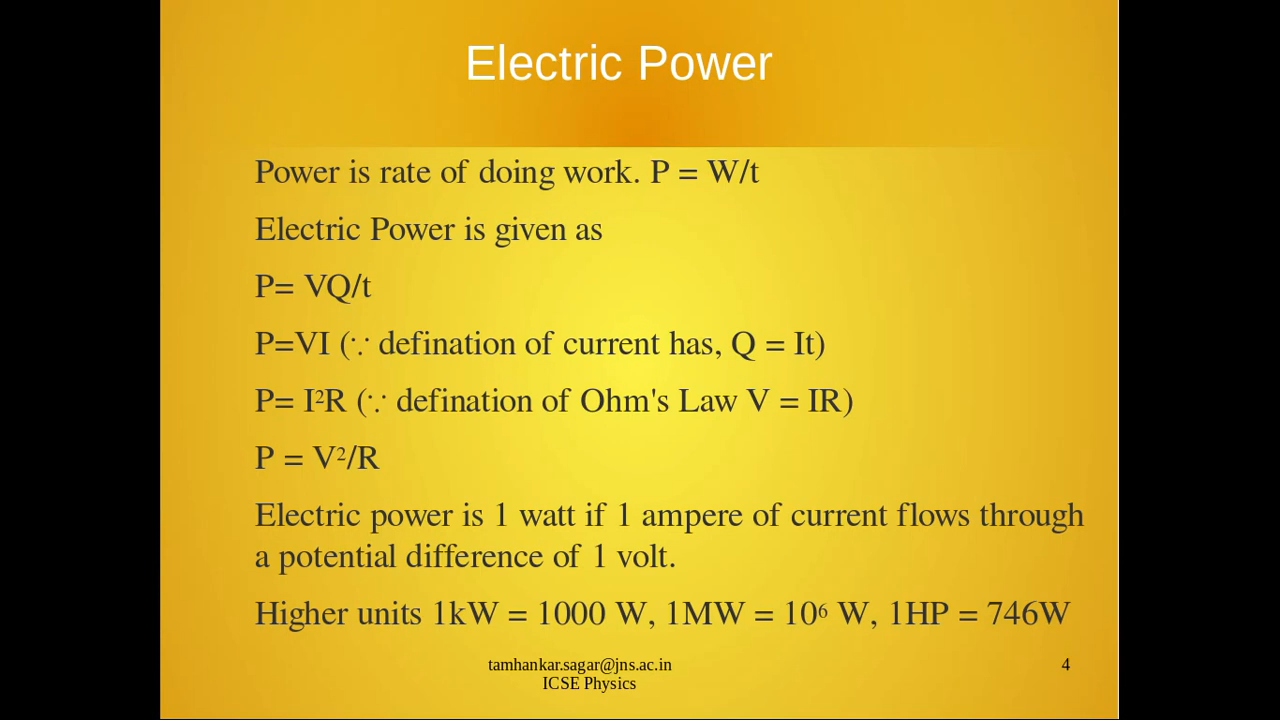 Electric Power
Power is rate of doing work. P = W/t
Electric Power is given as
P= VQ/t
P=VI (∵ defination of current has, Q = It)
P= I²R (∵ defination of Ohm's Law V = IR)
P = V²/R
Electric power is 1 watt if 1 ampere of current flows through
a potential difference of 1 volt.
Higher units 1kW = 1000 W, 1MW = 10⁶ W, 1HP = 746W
tamhankar.sagar@jns.ac.in
ICSE Physics
4